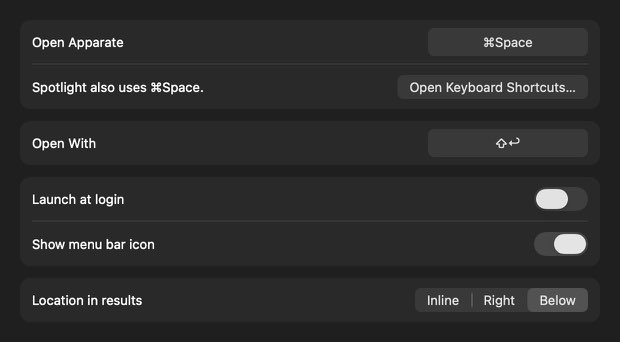 Open Apparate ⌘Space
Spotlight also uses ⌘Space. Open Keyboard Shortcuts...
Open With ⇧↩
Launch at login
Show menu bar icon
Location in results Inline Right Below